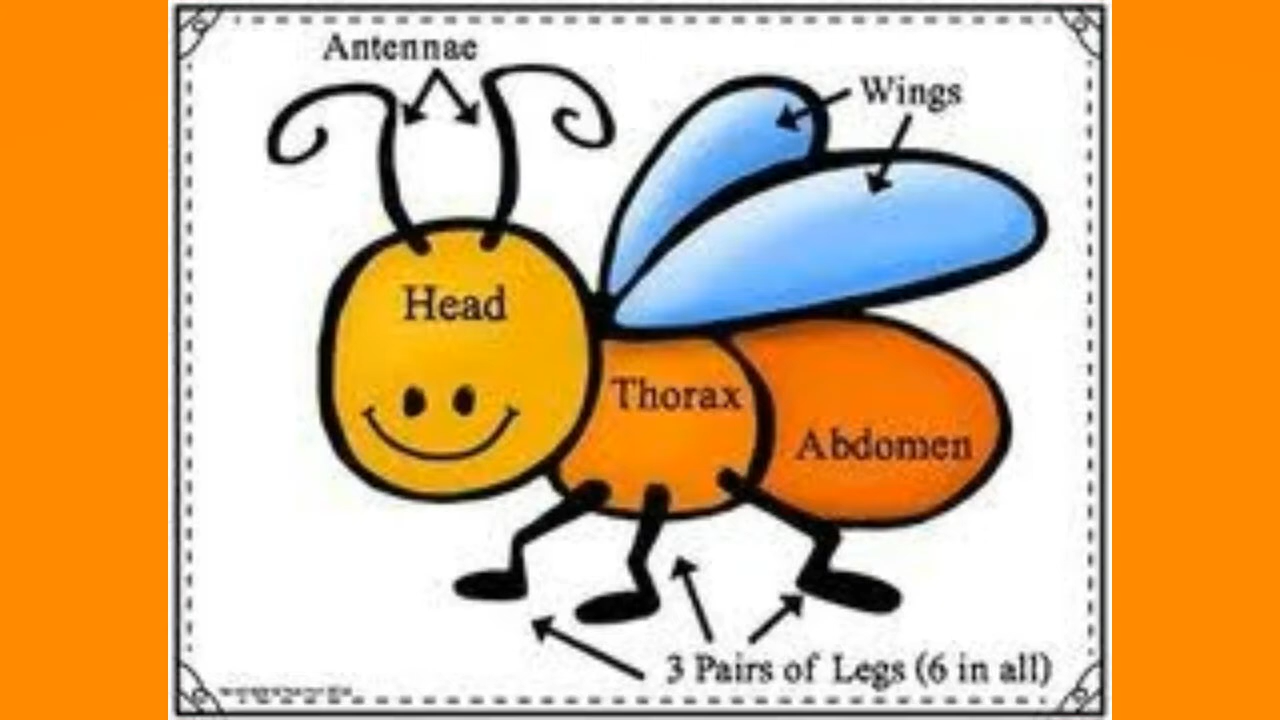 Antennae
Wings
Head
Thorax
Abdomen
3 Pairs of Legs (6 in all)